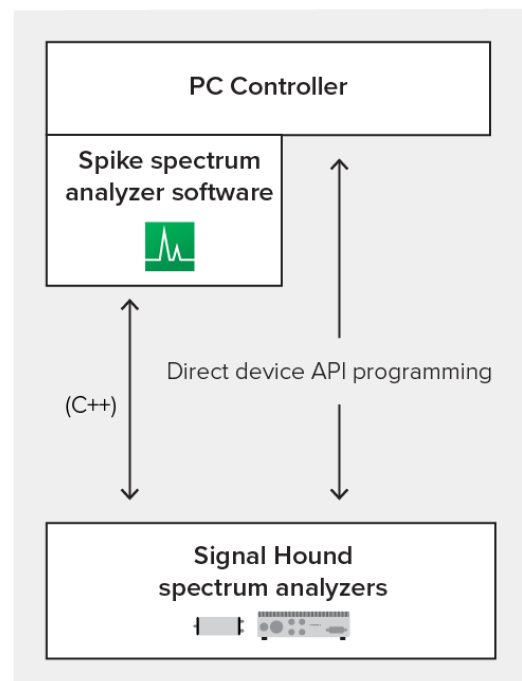 PC Controller
Spike spectrum
analyzer software
Direct device API programming
(C++)
Signal Hound
spectrum analyzers